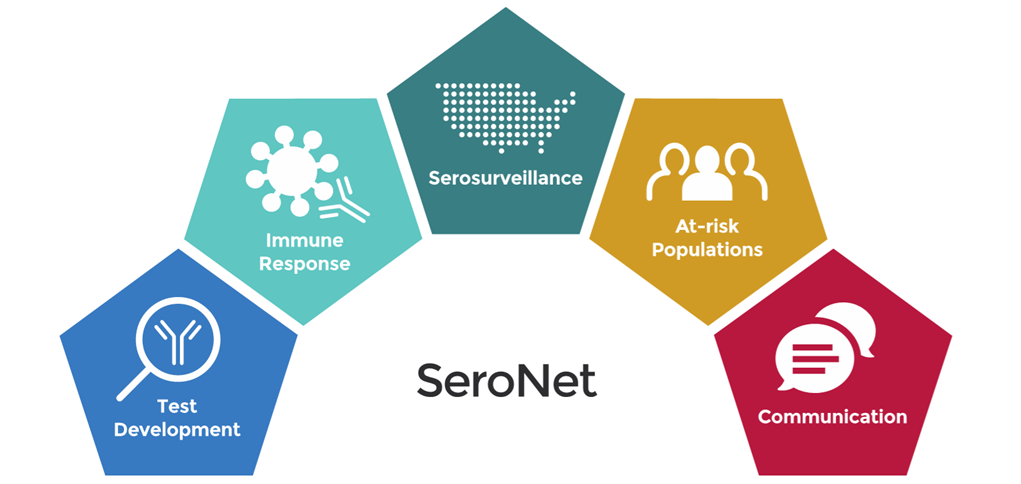 Serosurveillance
Immune
Response
At-risk
Populations
Test
Development
SeroNet
Communication